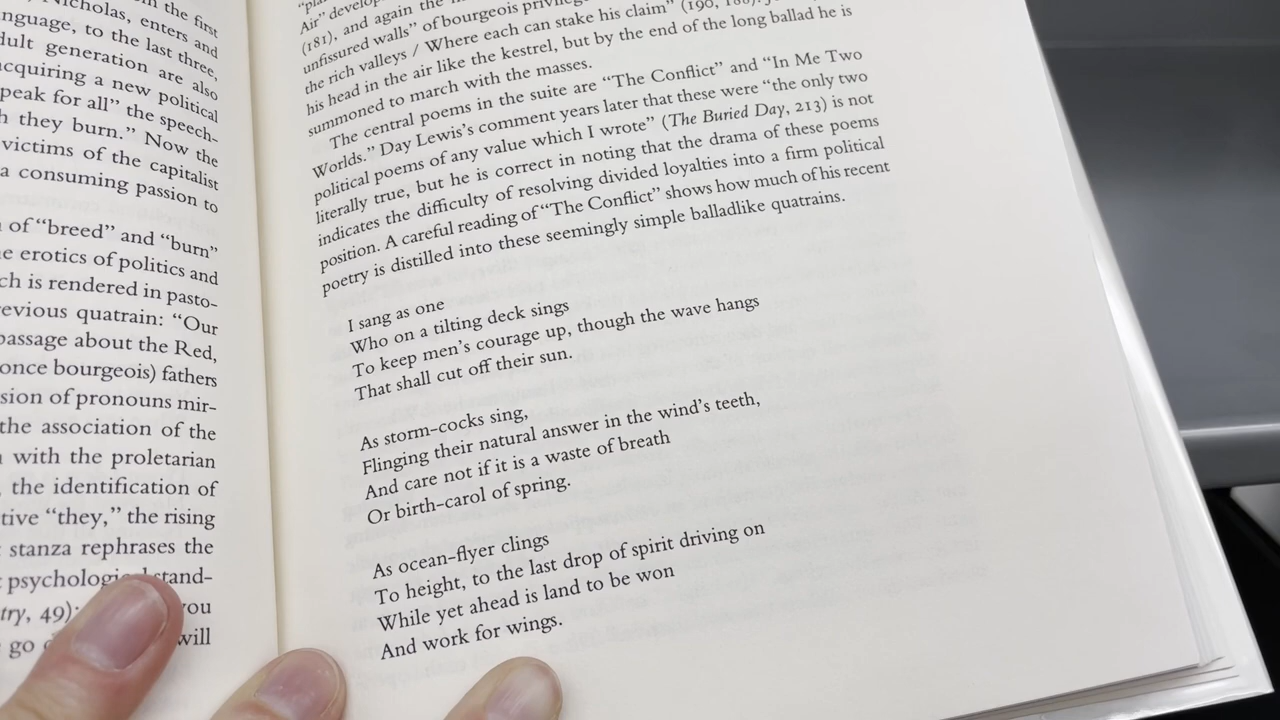 m the first
Nicholas, enters and
nguage, to the last three,
dult generation are also
acquiring a new political
peak for all” the speech-
h they burn.” Now the
victims of the capitalist
a consuming passion to
n of “breed” and “burn”
e erotics of politics and
ch is rendered in pasto-
revious quatrain: “Our
passage about the Red,
once bourgeois) fathers
sion of pronouns mir-
the association of the
with the proletarian
, the identification of
tive “they,” the rising
stanza rephrases the
stand-
try, 49): you
go will
Air” develop
(181), and again the
unfissured walls” of bourgeois
the rich valleys / Where each can stake his claim” (190,
his head in the air like the kestrel, but by the end of the long ballad he is
summoned to march with the masses.
The central poems in the suite are “The Conflict” and “In Me Two
Worlds.” Day Lewis’s comment years later that these were “the only two
political poems of any value which I wrote” (The Buried Day, 213) is not
literally true, but he is correct in noting that the drama of these poems
indicates the difficulty of resolving divided loyalties into a firm political
position. A careful reading of “The Conflict” shows how much of his recent
poetry is distilled into these seemingly simple balladlike quatrains.
I sang as one
Who on a tilting deck sings
To keep men’s courage up, though the wave hangs
That shall cut off their sun.
As storm-cocks sing,
Flinging their natural answer in the wind’s teeth,
And care not if it is a waste of breath
Or birth-carol of spring.
As ocean-flyer clings
To height, to the last drop of spirit driving on
While yet ahead is land to be won
And work for wings.